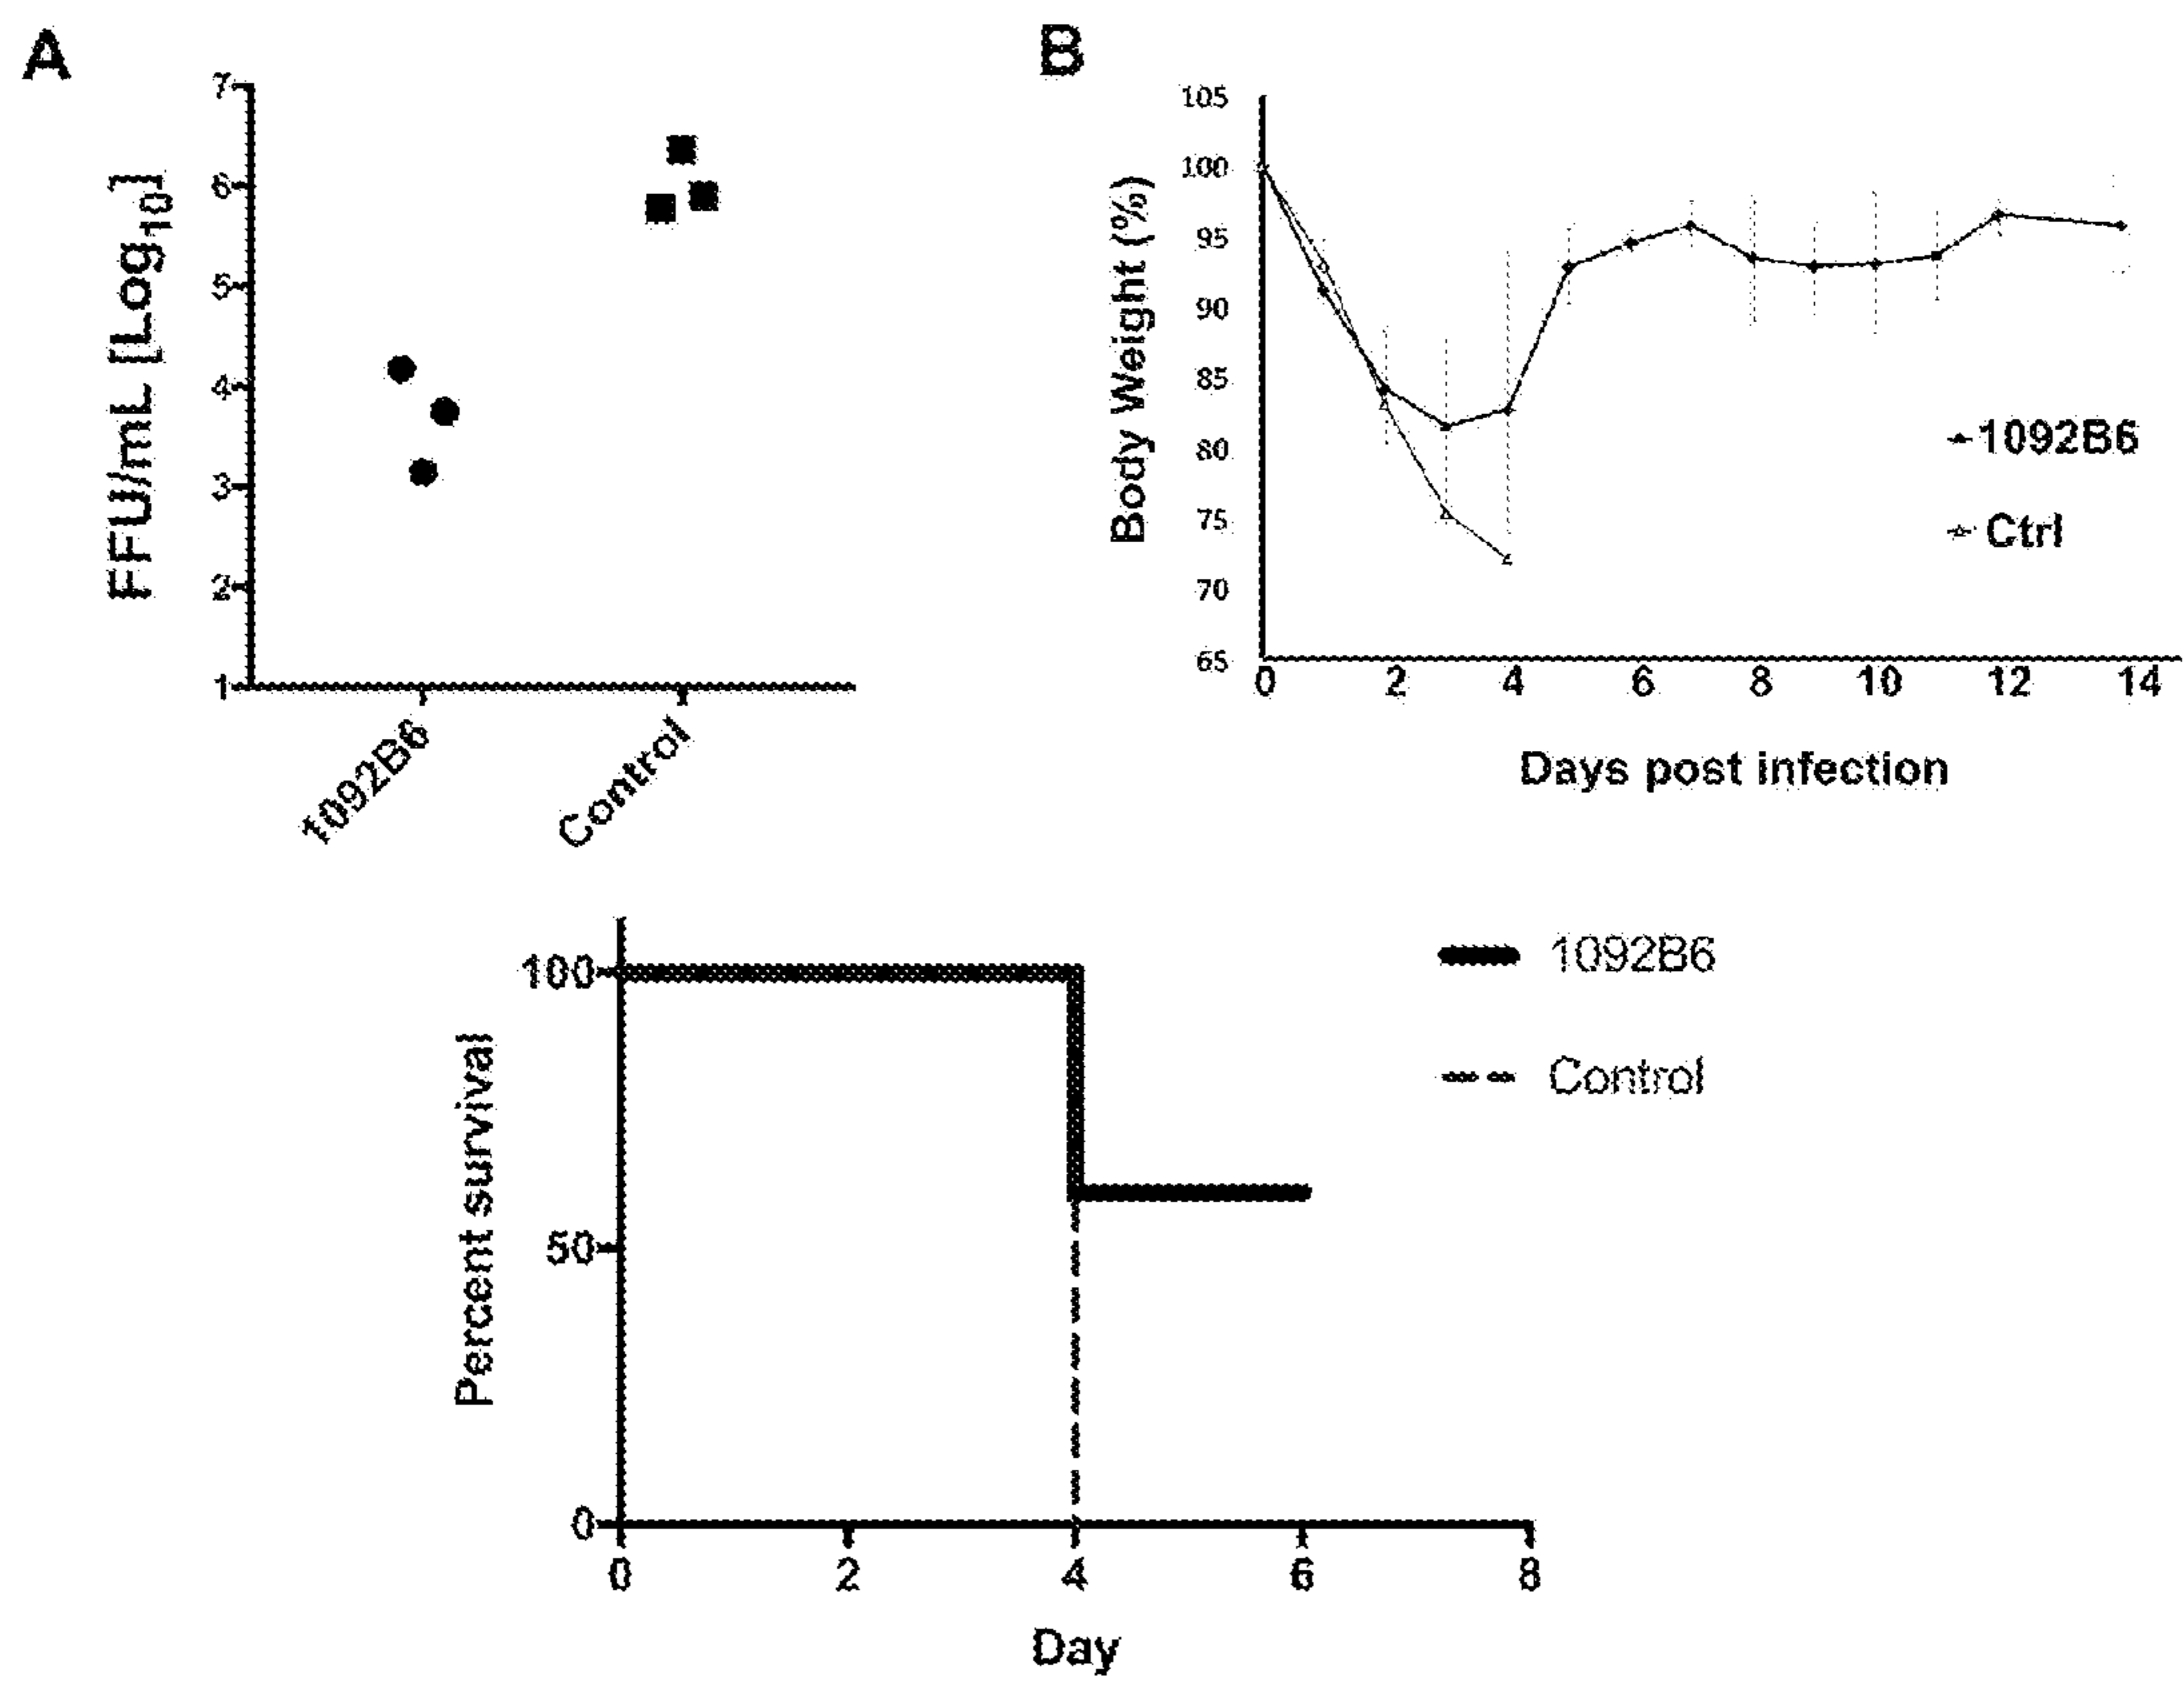 A
7
6
5
4
3
2
1
FFU/mL [Log10]
1092B6
Control
B
105
100
95
90
85
80
75
70
65
Body Weight (%)
0 2 4 6 8 10 12 14
Days post infection
1092B6
Ctrl
100
50
0
Percent survival
0 2 4 6 8
Day
1092B6
Control